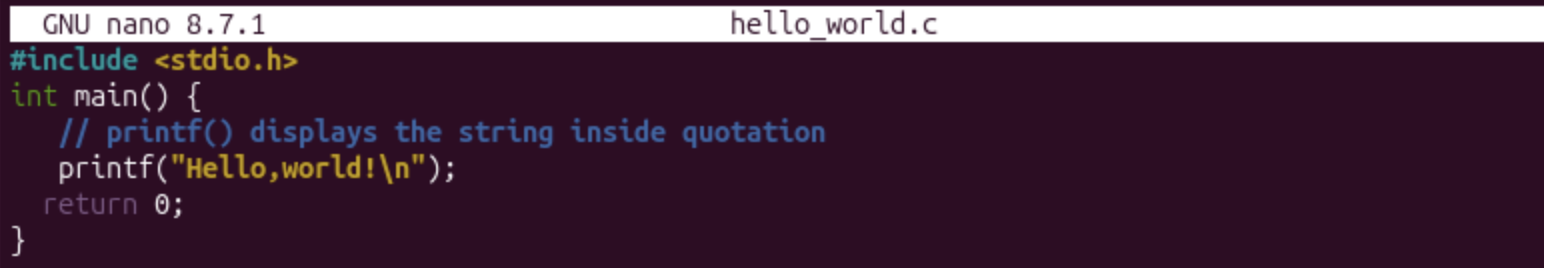 GNU nano 8.7.1 hello_world.c
#include <stdio.h>
int main() {
   // printf() displays the string inside quotation
   printf("Hello,world!\n");
  return 0;
}